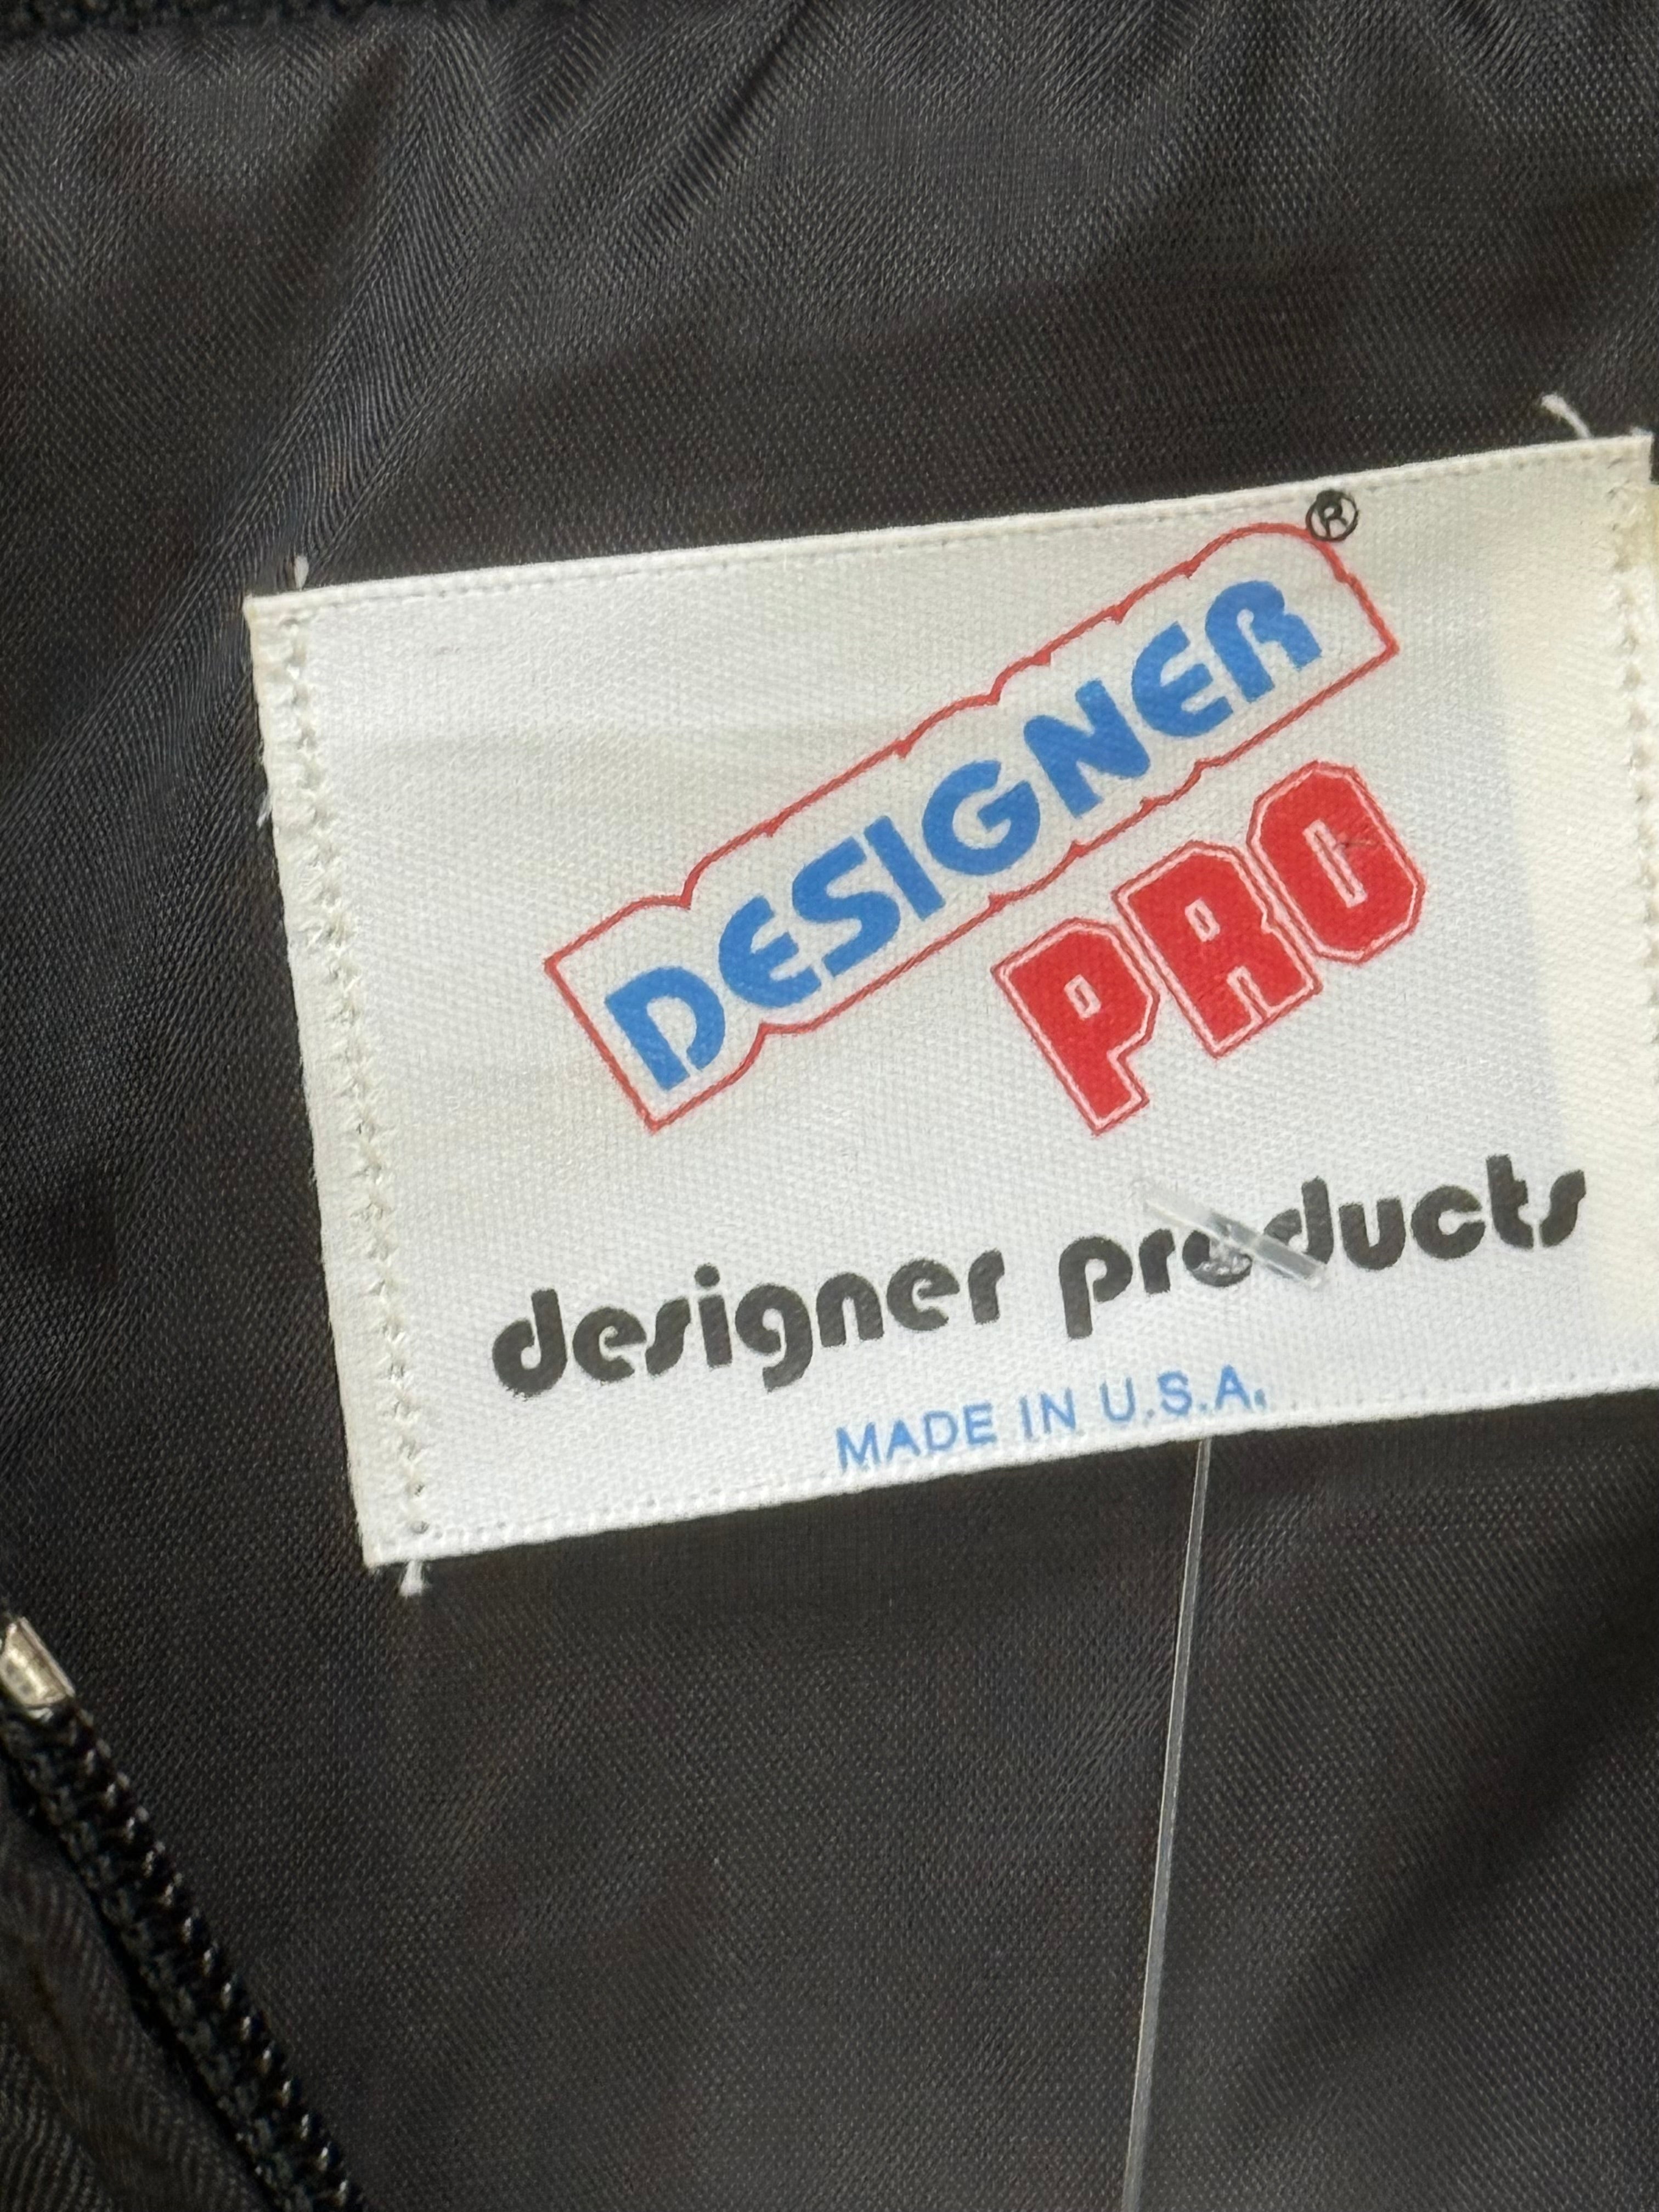 DESIGNER®
PRO
designer products
MADE IN U.S.A.